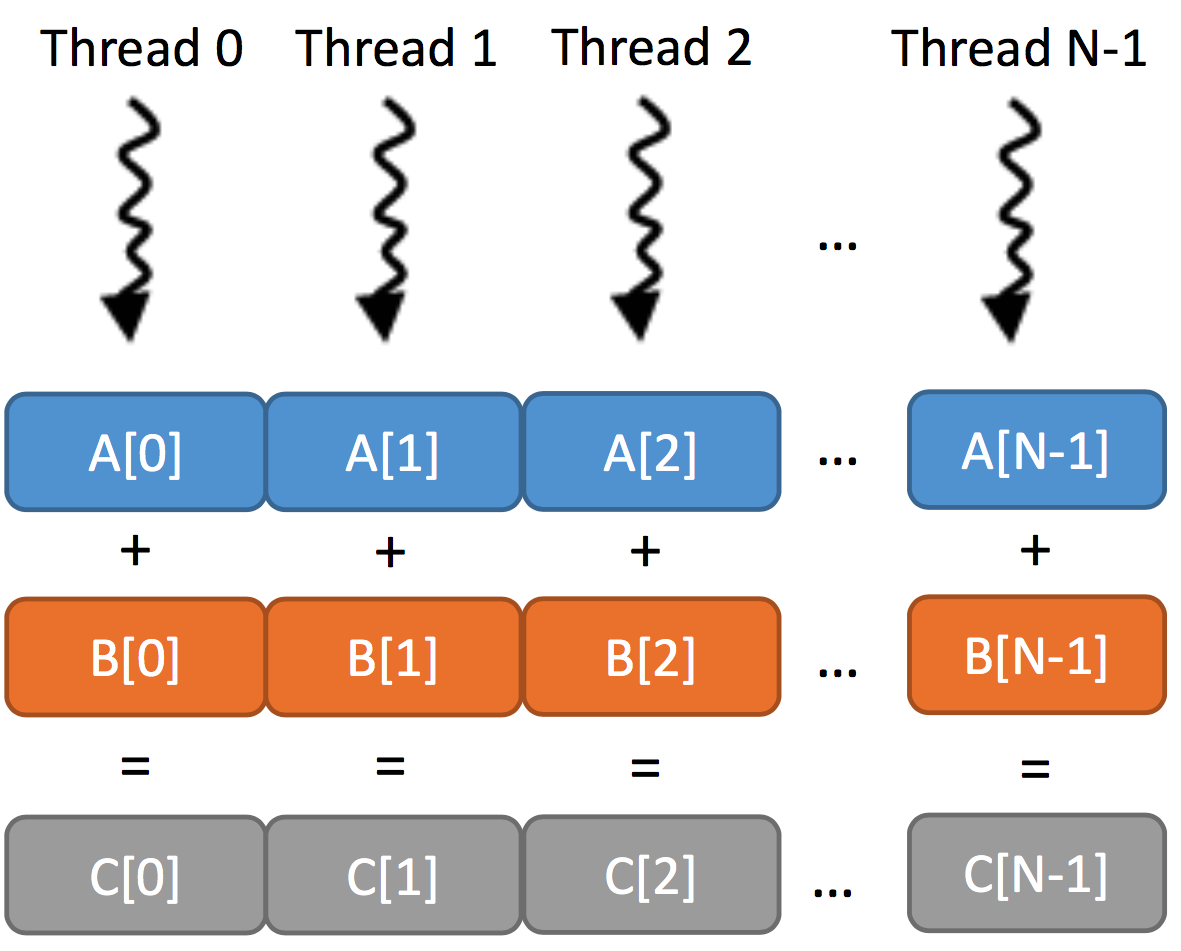 Thread 0 Thread 1 Thread 2 Thread N-1
...
A[0] A[1] A[2] ... A[N-1]
+ + + +
B[0] B[1] B[2] ... B[N-1]
= = = =
C[0] C[1] C[2] ... C[N-1]